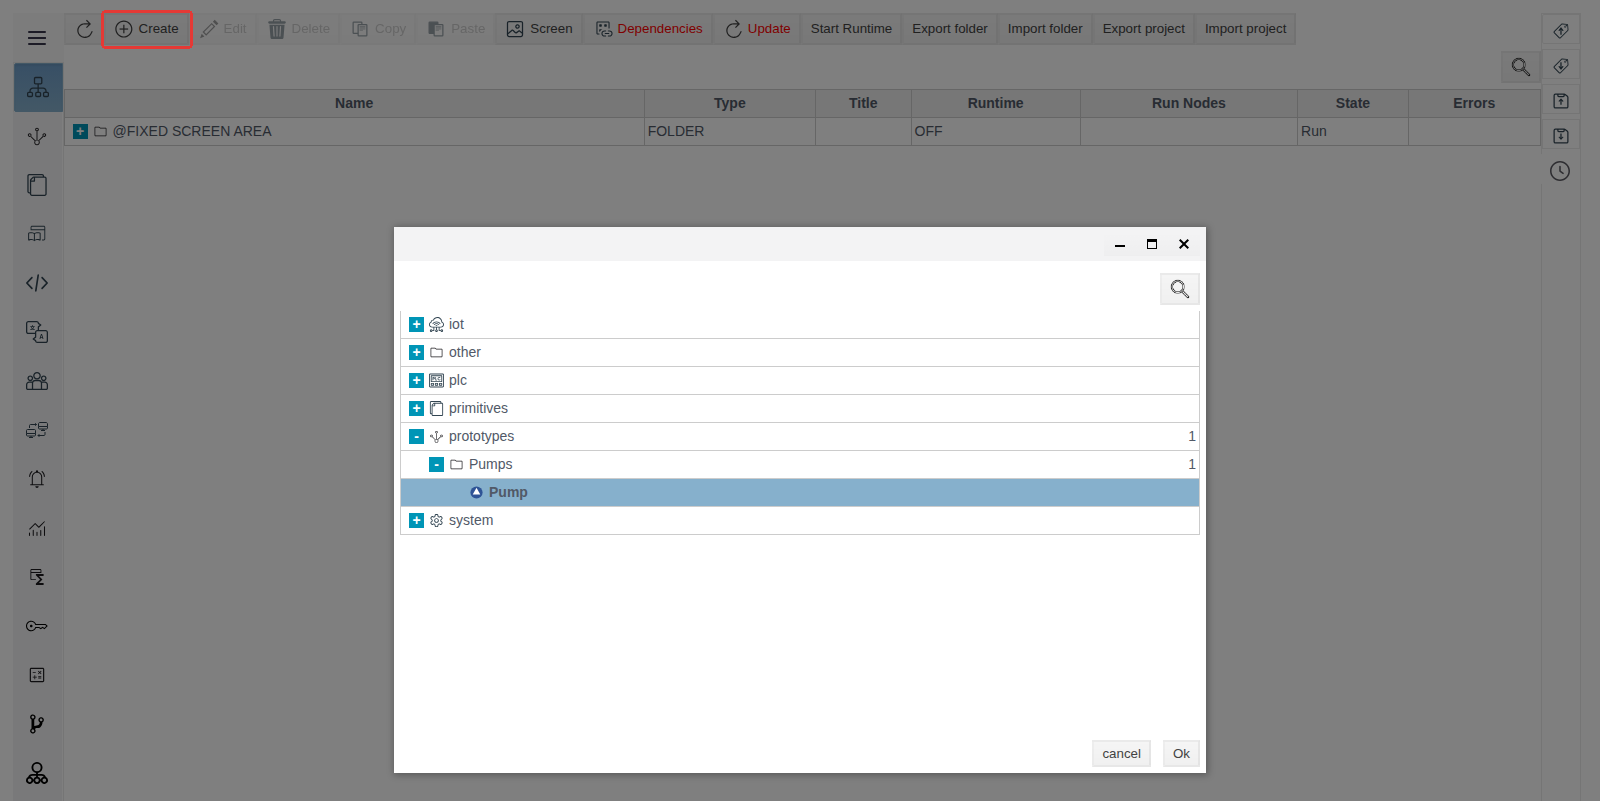 Create Edit Delete Copy Paste Screen Dependencies Update Start Runtime Export folder Import folder Export project Import project
Name Type Title Runtime Run Nodes State Errors
+ @FIXED SCREEN AREA FOLDER OFF Run
+ iot
+ other
+ plc
+ primitives
- prototypes 1
- Pumps 1
Pump
+ system
cancel Ok